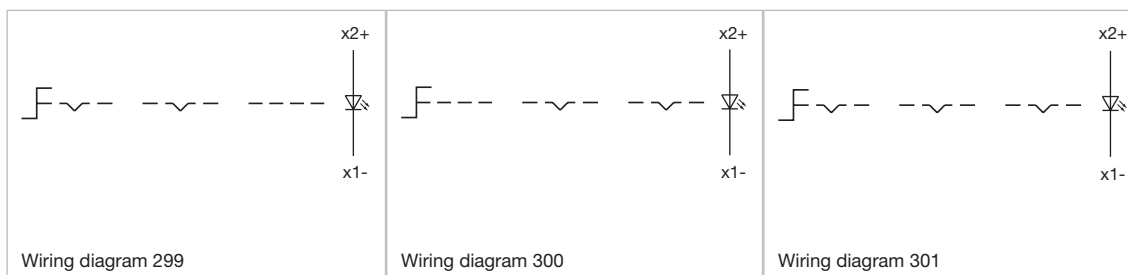 x2+
x1-
Wiring diagram 299
x2+
x1-
Wiring diagram 300
x2+
x1-
Wiring diagram 301